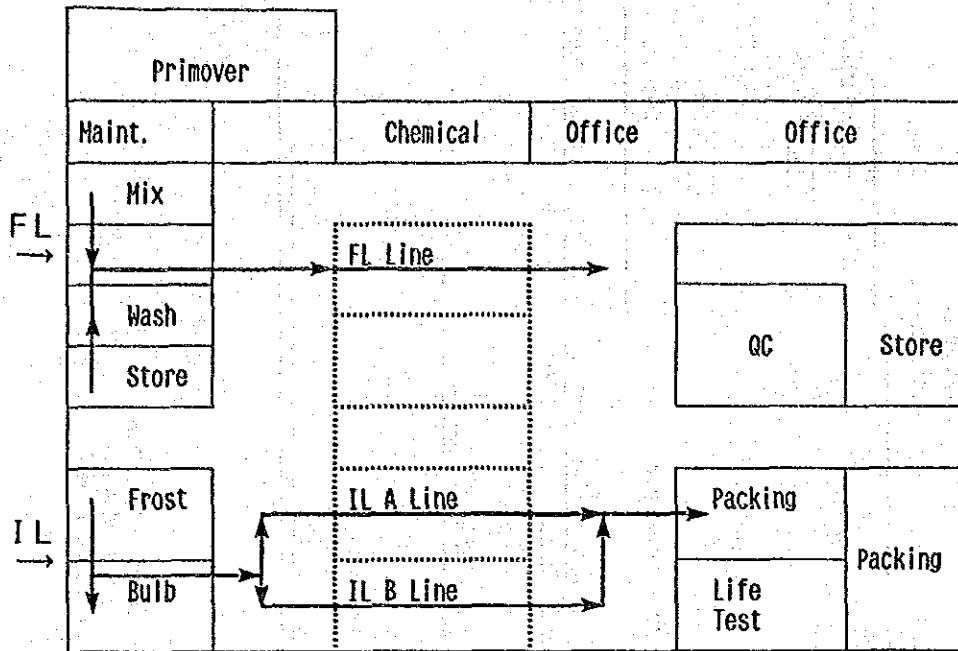 Primover
Maint.
Chemical
Office
Office
Mix
FL
FL Line
Wash
QC
Store
Store
Frost
IL A Line
Packing
IL
Packing
Bulb
IL B Line
Life
Test